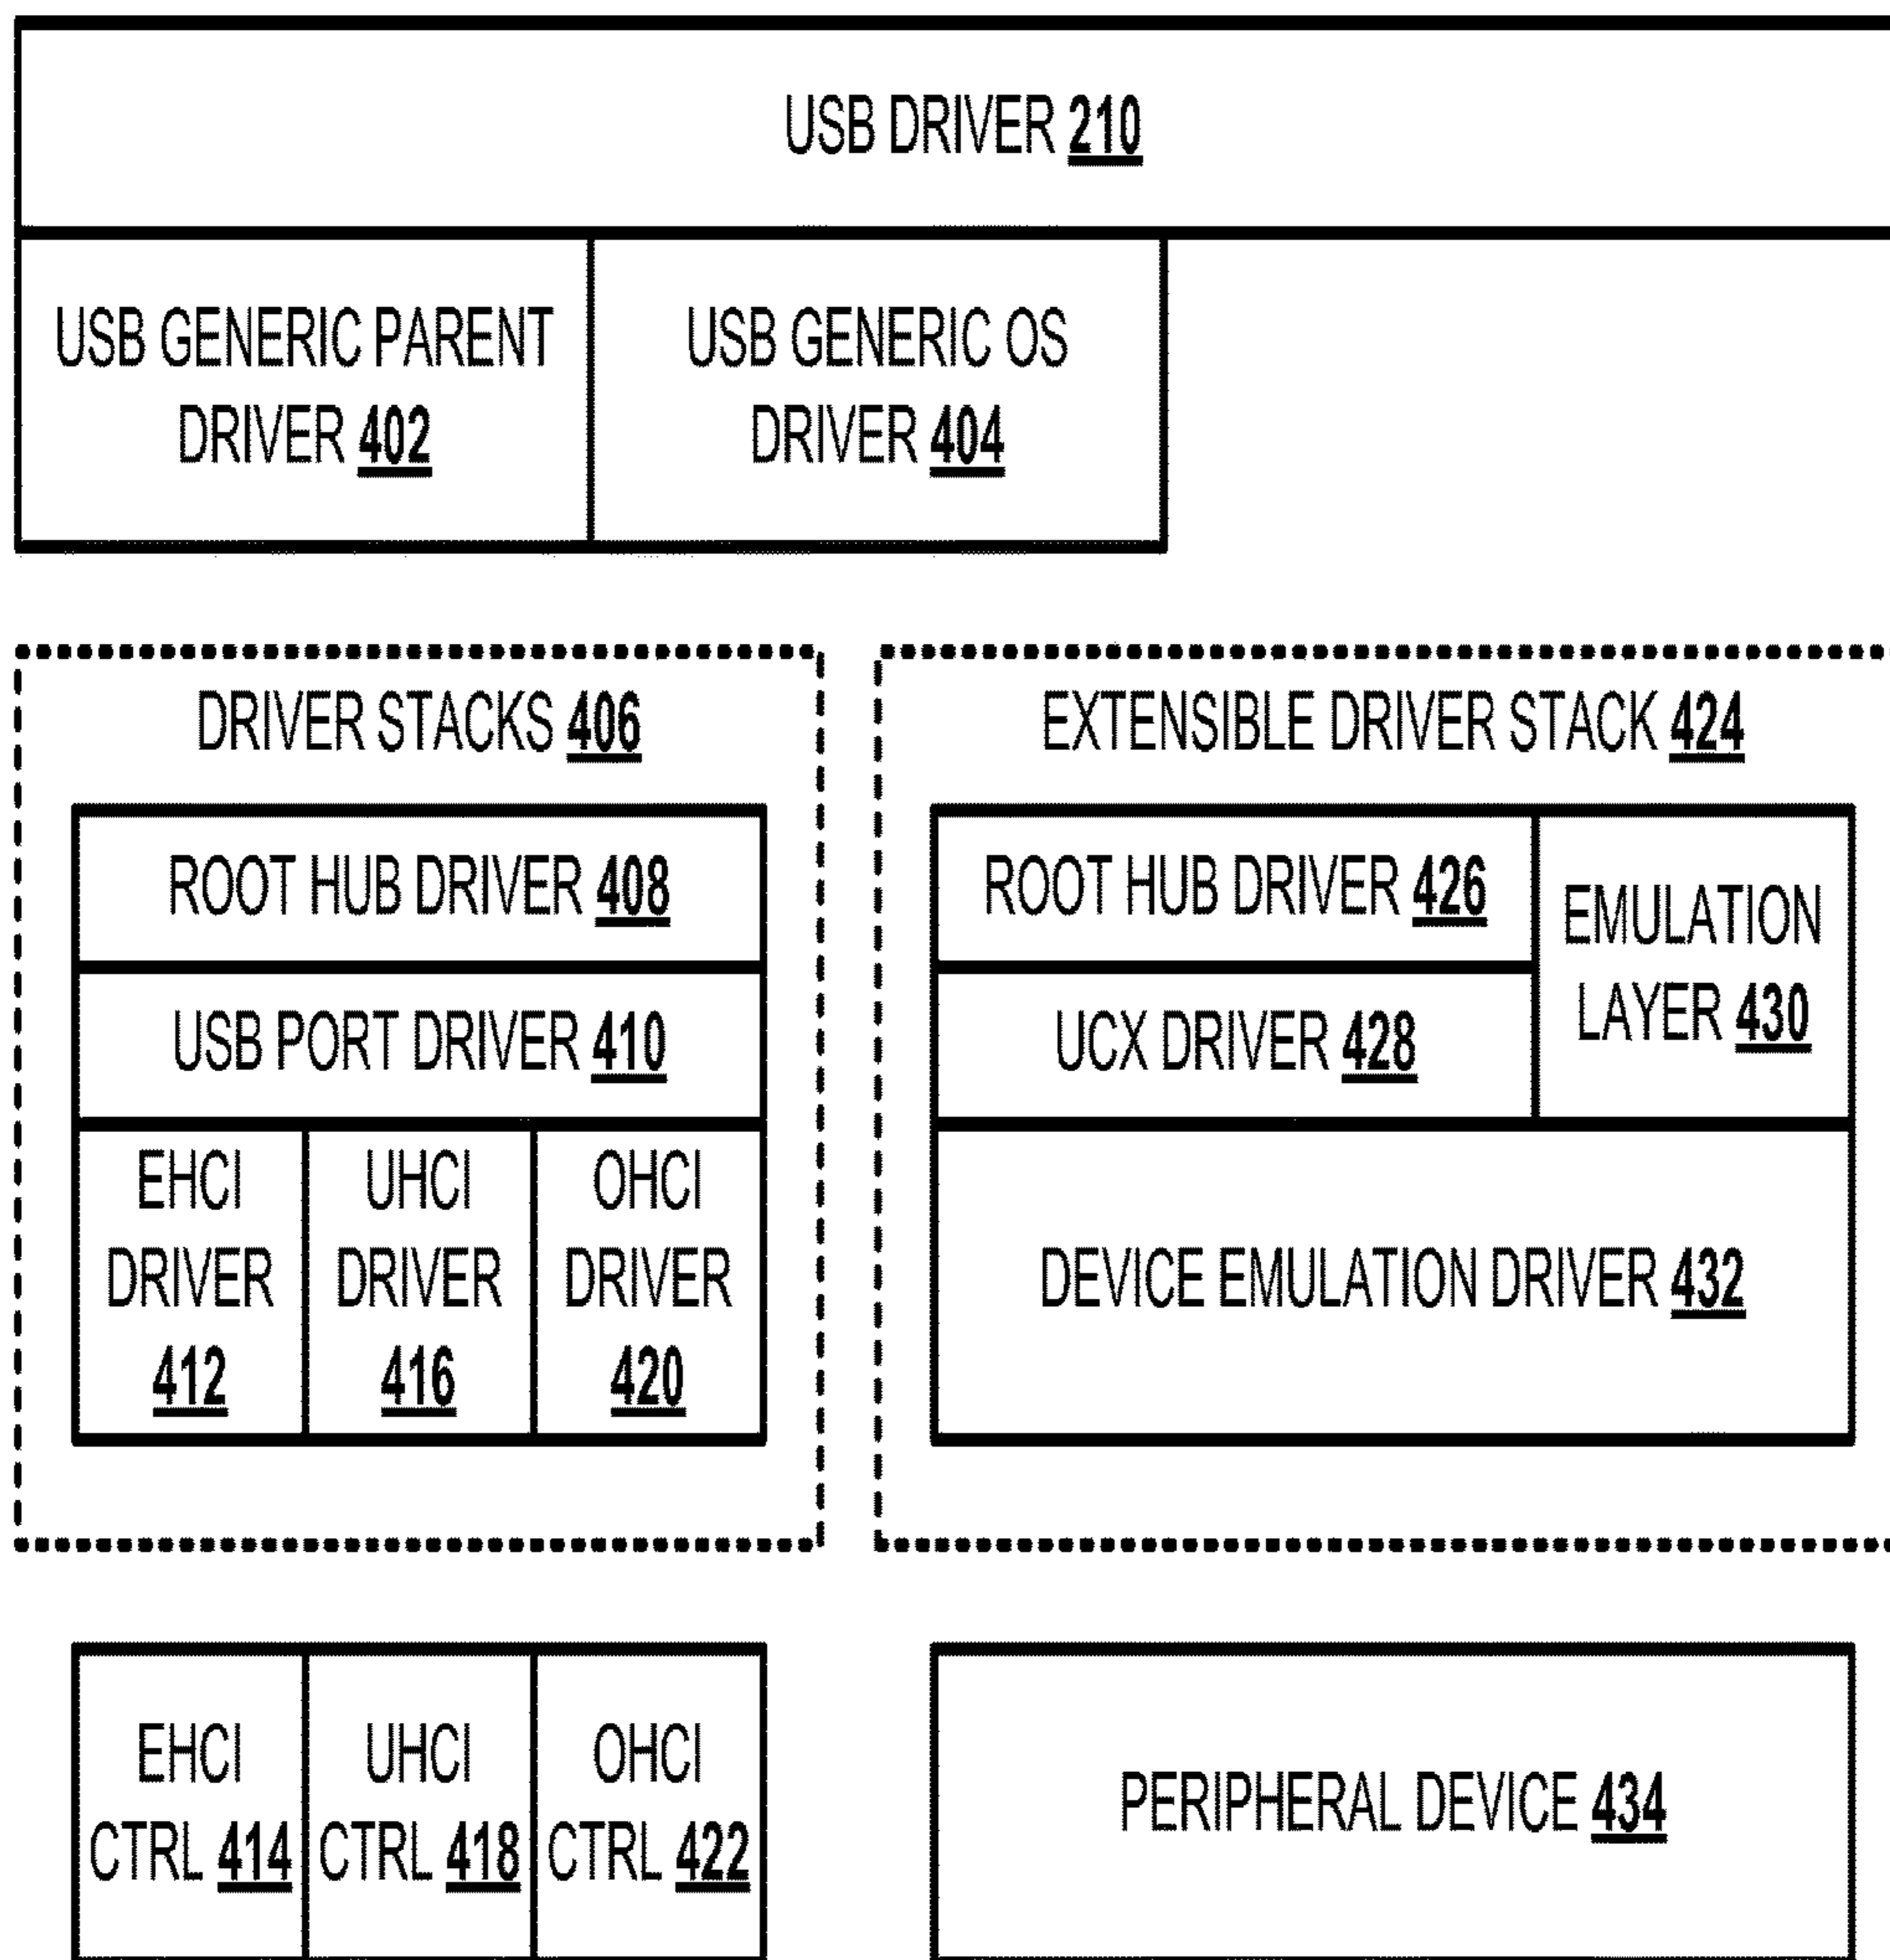 USB DRIVER 210
USB GENERIC PARENT
DRIVER 402
USB GENERIC OS
DRIVER 404
DRIVER STACKS 406
ROOT HUB DRIVER 408
USB PORT DRIVER 410
EHCI
DRIVER
412
UHCI
DRIVER
416
OHCI
DRIVER
420
EXTENSIBLE DRIVER STACK 424
ROOT HUB DRIVER 426
UCX DRIVER 428
EMULATION
LAYER 430
DEVICE EMULATION DRIVER 432
EHCI
CTRL 414
UHCI
CTRL 418
OHCI
CTRL 422
PERIPHERAL DEVICE 434